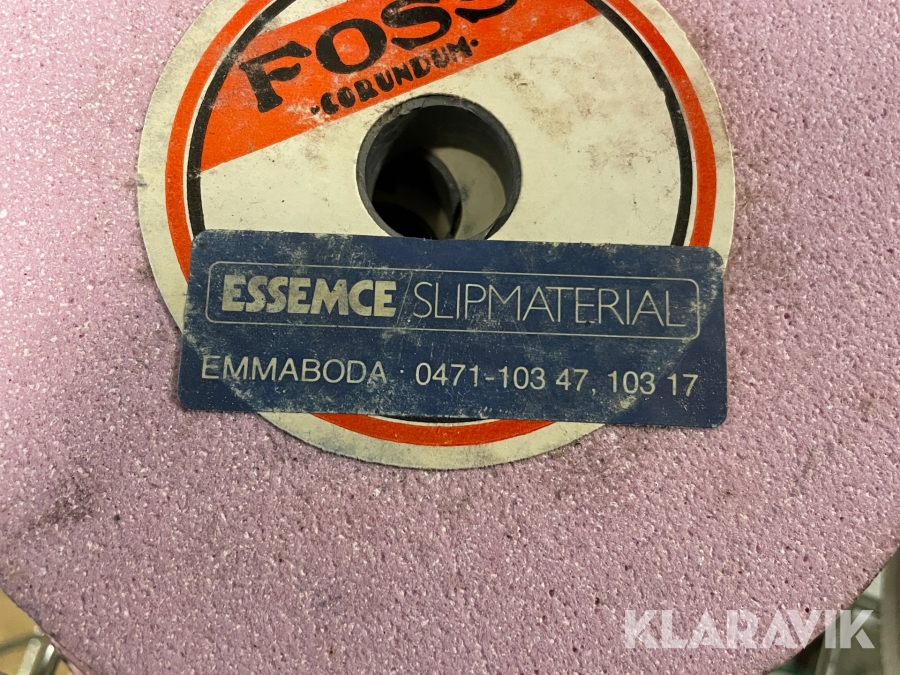 FOSS
·CORUNDUM·
ESSEMCE/SLIPMATERIAL
EMMABODA · 0471-103 47, 103 17
KLARAVIK